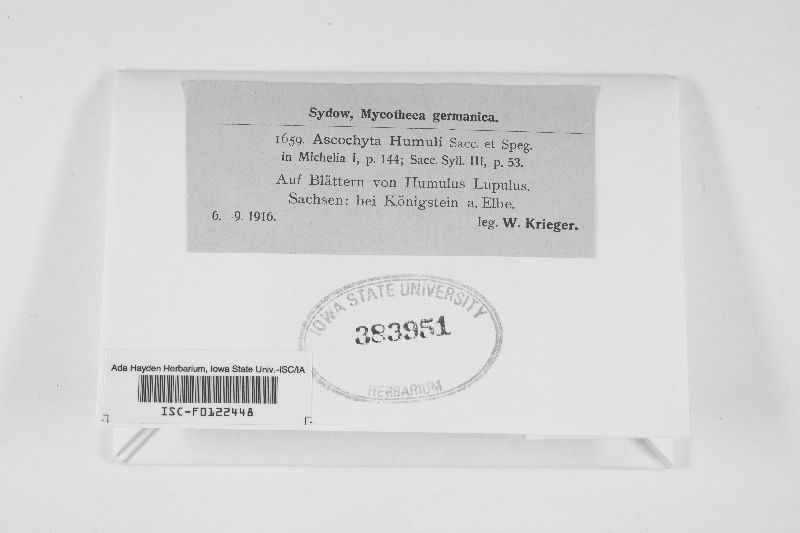 Sydow, Mycotheca germanica.
1659. Ascochyta Humuli Sacc. et Speg.
in Michelia I, p. 144; Sacc. Syll. III, p. 53.
Auf Blättern von Humulus Lupulus.
Sachsen: bei Königstein a. Elbe.
6. 9. 1916. leg. W. Krieger.
IOWA STATE UNIVERSITY
383951
HERBARIUM
Ada Hayden Herbarium, Iowa State Univ.-ISC/IA
ISC-F0122448